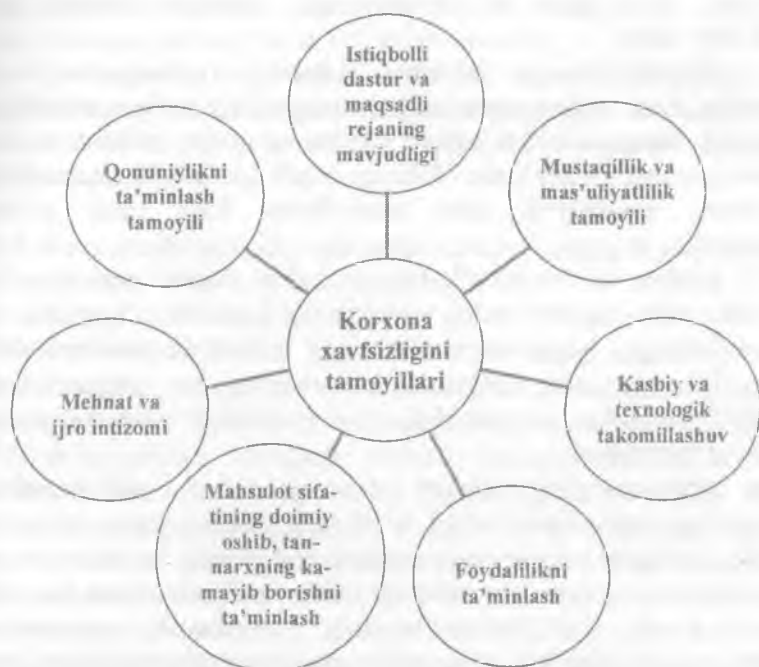 Istiqbolli
dastur va
maqsadli
rejaning
mavjudligi
Qonuniylikni
ta'minlash
tamoyili
Mustaqillik va
mas'uliyatlilik
tamoyili
Korxona
xavfsizligini
tamoyillari
Mehnat va
ijro intizomi
Kasbiy va
texnologik
takomillashuv
Mahsulot sifa-
tining doimiy
oshib, tan-
narxning ka-
mayib borishni
ta'minlash
Foydalilikni
ta'minlash